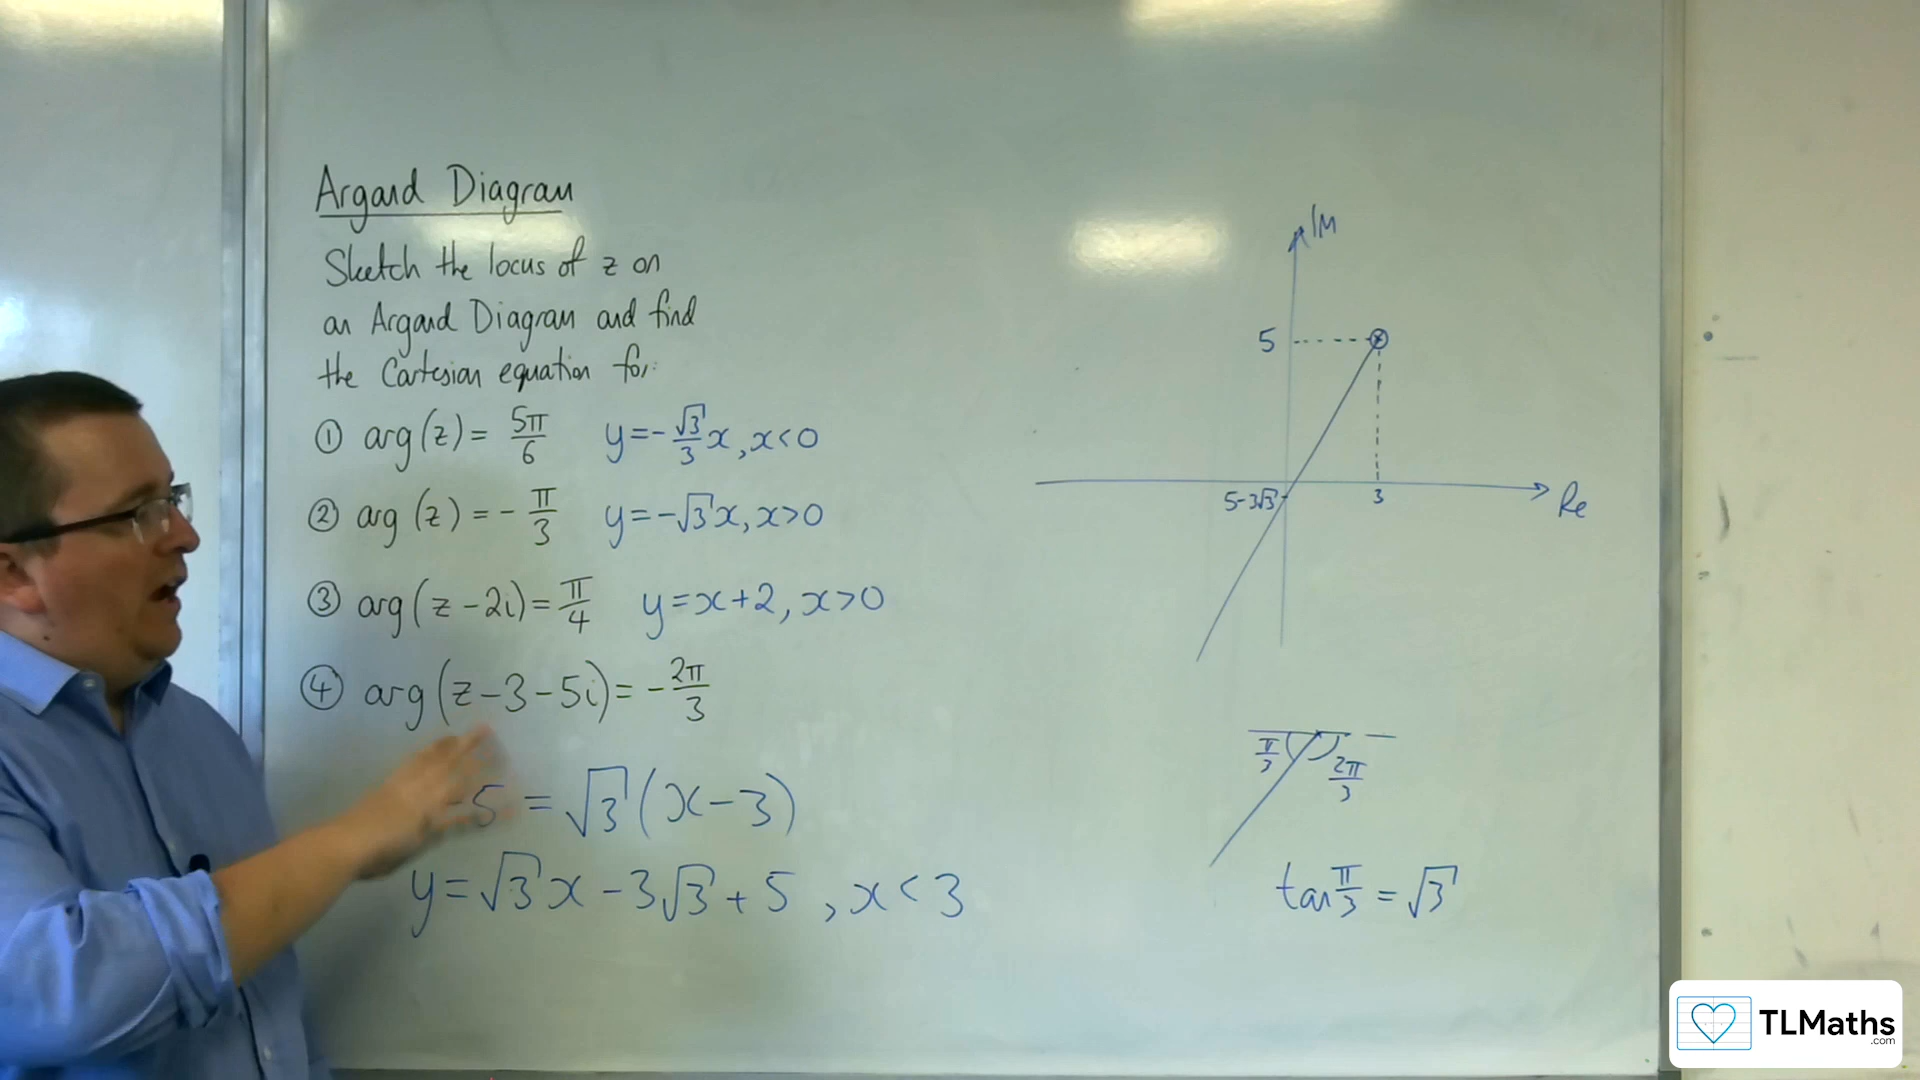 Argand Diagram
Sketch the locus of z on
an Argand Diagram and find
the Cartesian equation for:
① arg(z) = 5π/6 y = -√3/3 x, x<0
② arg(z) = -π/3 y = -√3x, x>0
③ arg(z-2i) = π/4 y = x+2, x>0
④ arg(z-3-5i) = -2π/3
-5 = √3(x-3)
y = √3x - 3√3 + 5, x<3
Im
5
5-3√3
3
Re
π/3
2π/3
tan π/3 = √3
TLMaths
.com